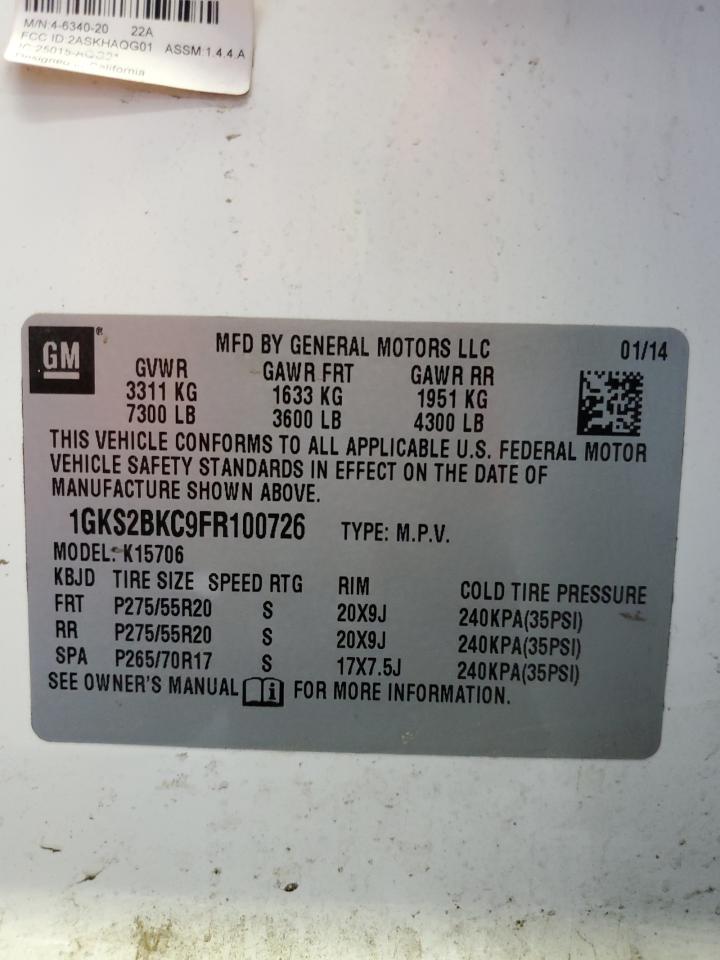 M/N:4-6340-20 22A
FCC ID:2ASKHAQG01 ASSM:1.4.4.A
California
GM®
MFD BY GENERAL MOTORS LLC 01/14
GVWR GAWR FRT GAWR RR
3311 KG 1633 KG 1951 KG
7300 LB 3600 LB 4300 LB
THIS VEHICLE CONFORMS TO ALL APPLICABLE U.S. FEDERAL MOTOR
VEHICLE SAFETY STANDARDS IN EFFECT ON THE DATE OF
MANUFACTURE SHOWN ABOVE.
1GKS2BKC9FR100726 TYPE: M.P.V.
MODEL: K15706
KBJD TIRE SIZE SPEED RTG RIM COLD TIRE PRESSURE
FRT P275/55R20 S 20X9J 240KPA(35PSI)
RR P275/55R20 S 20X9J 240KPA(35PSI)
SPA P265/70R17 S 17X7.5J 240KPA(35PSI)
SEE OWNER'S MANUAL i FOR MORE INFORMATION.